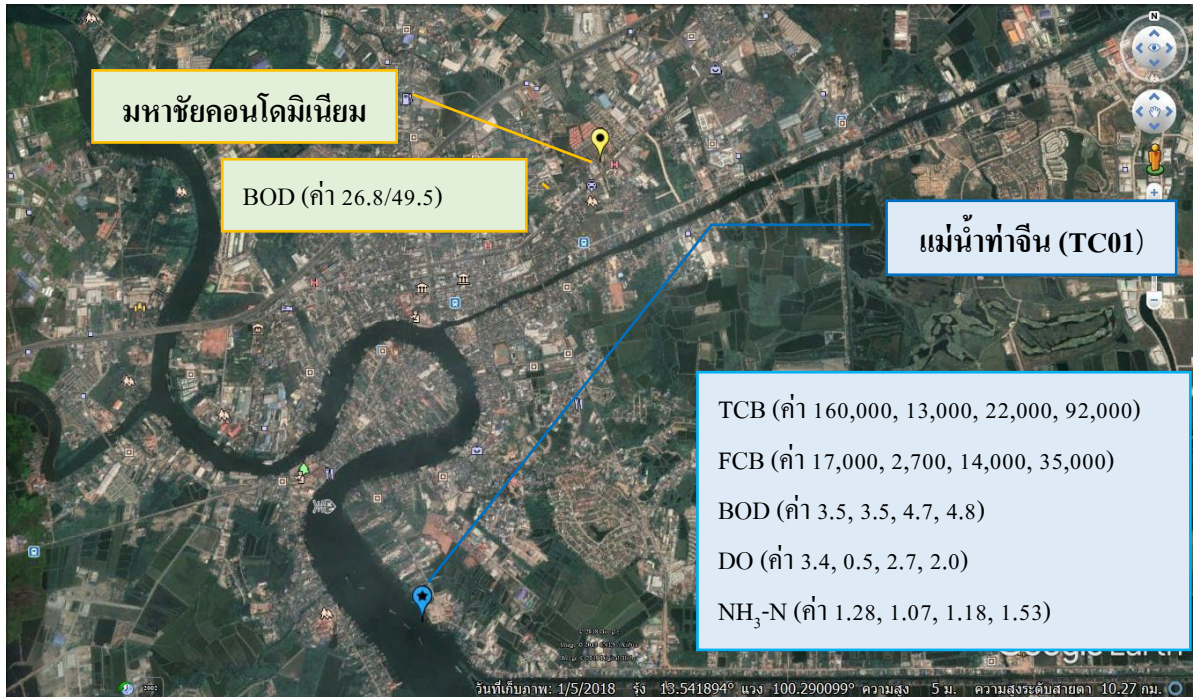 N
มหาชัยคอนโดมิเนียม
BOD (ค่า 26.8/49.5)
แม่น้ำท่าจีน (TC01)
TCB (ค่า 160,000, 13,000, 22,000, 92,000)
FCB (ค่า 17,000, 2,700, 14,000, 35,000)
BOD (ค่า 3.5, 3.5, 4.7, 4.8)
DO (ค่า 3.4, 0.5, 2.7, 2.0)
NH₃-N (ค่า 1.28, 1.07, 1.18, 1.53)
2002
วันที่เก็บภาพ: 1/5/2018 รุ้ง 13.541894° แวง 100.290099° ความสูง 5 ม. ความสูงระดับสายตา 10.27 กม.